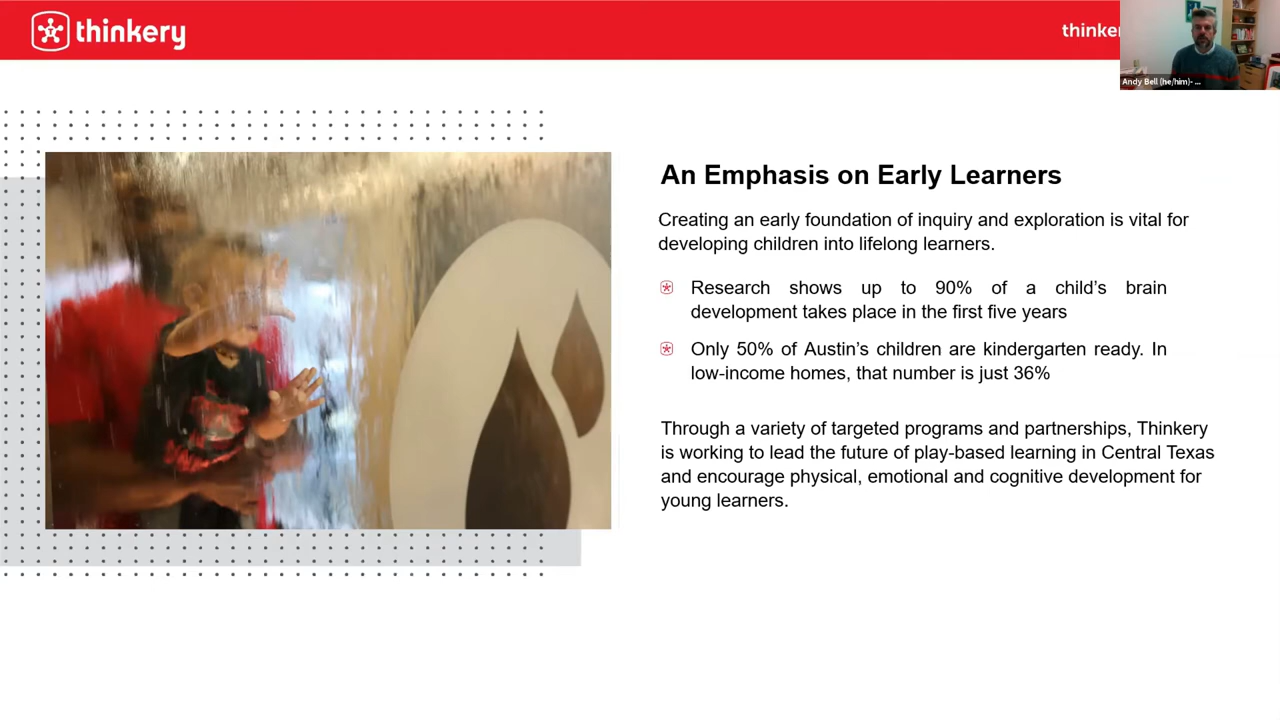 thinkery
thinke
Andy Bell (he/him)- ...
An Emphasis on Early Learners
Creating an early foundation of inquiry and exploration is vital for
developing children into lifelong learners.
Research shows up to 90% of a child’s brain
development takes place in the first five years
Only 50% of Austin’s children are kindergarten ready. In
low-income homes, that number is just 36%
Through a variety of targeted programs and partnerships, Thinkery
is working to lead the future of play-based learning in Central Texas
and encourage physical, emotional and cognitive development for
young learners.